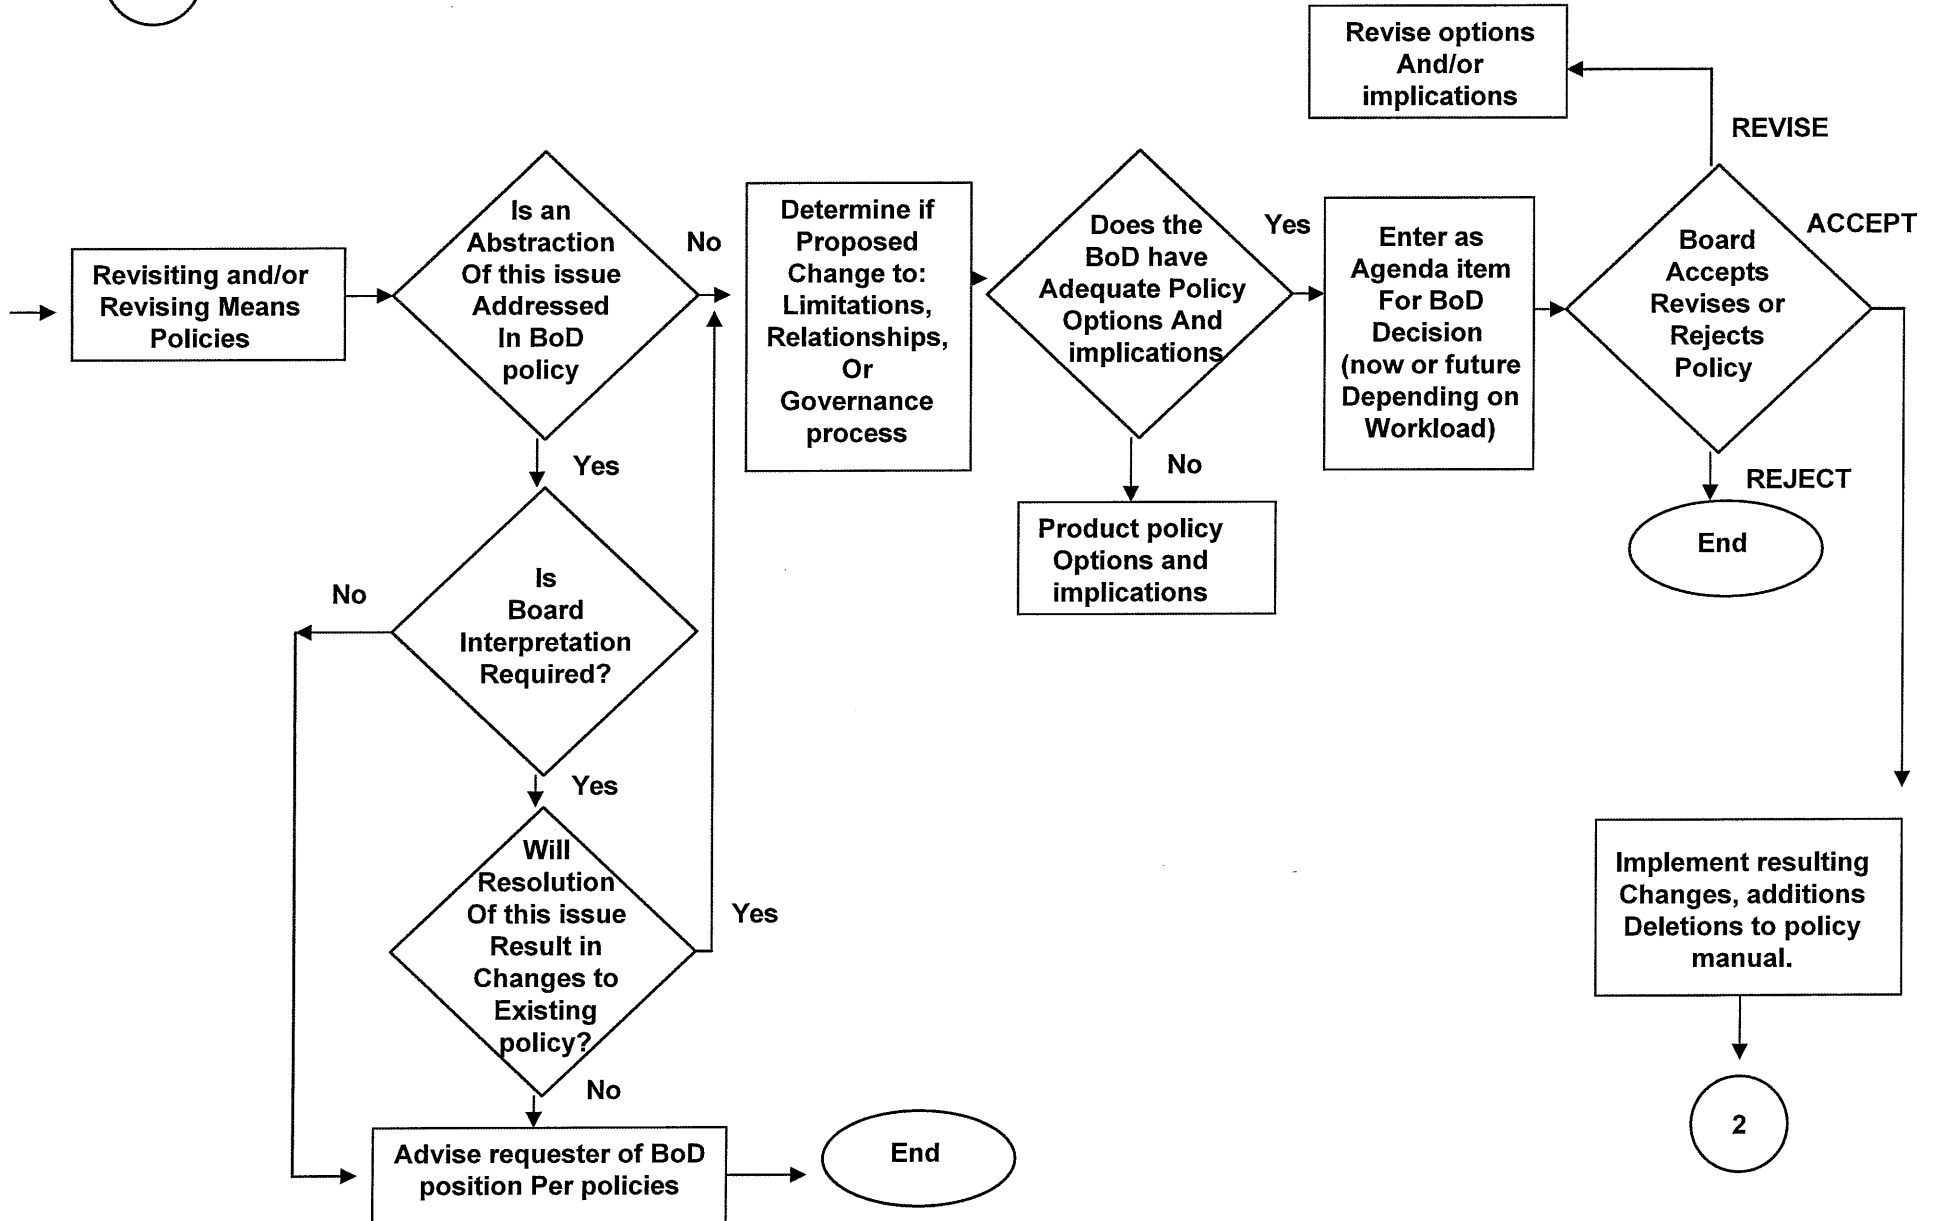 Revise options
And/or
implications
REVISE
Revisiting and/or
Revising Means
Policies
Is an
Abstraction
Of this issue
Addressed
In BoD
policy
No
Determine if
Proposed
Change to:
Limitations,
Relationships,
Or
Governance
process
Does the
BoD have
Adequate Policy
Options And
implications
Yes
Enter as
Agenda item
For BoD
Decision
(now or future
Depending on
Workload)
Board
Accepts
Revises or
Rejects
Policy
ACCEPT
Yes
No
REJECT
Product policy
Options and
implications
End
Is
Board
Interpretation
Required?
No
Yes
Will
Resolution
Of this issue
Result in
Changes to
Existing
policy?
Yes
No
Implement resulting
Changes, additions
Deletions to policy
manual.
2
Advise requester of BoD
position Per policies
End